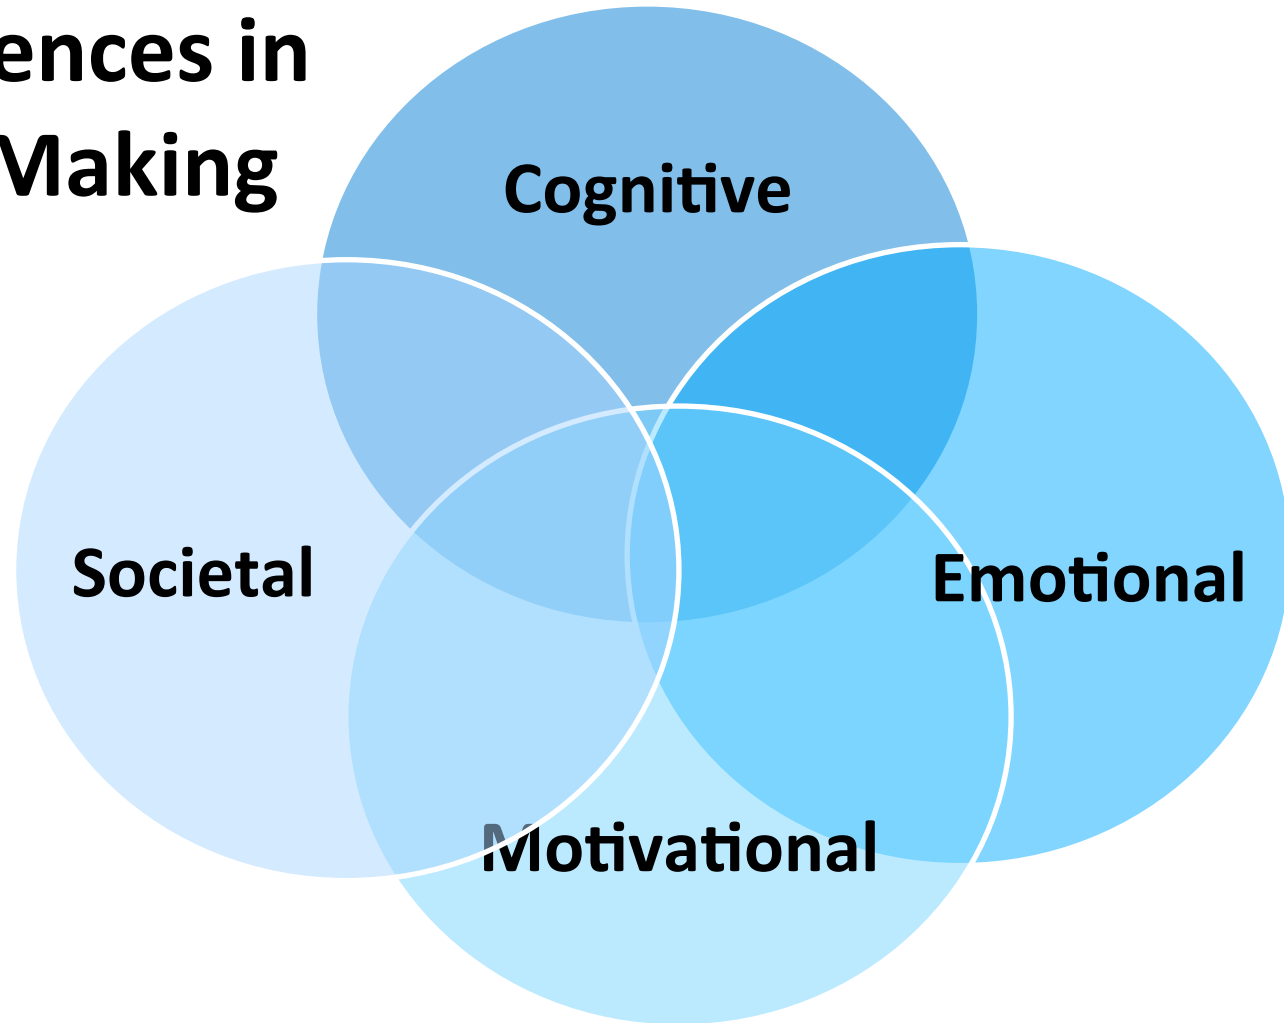 ences in
Making
Cognitive
Societal
Emotional
Motivational